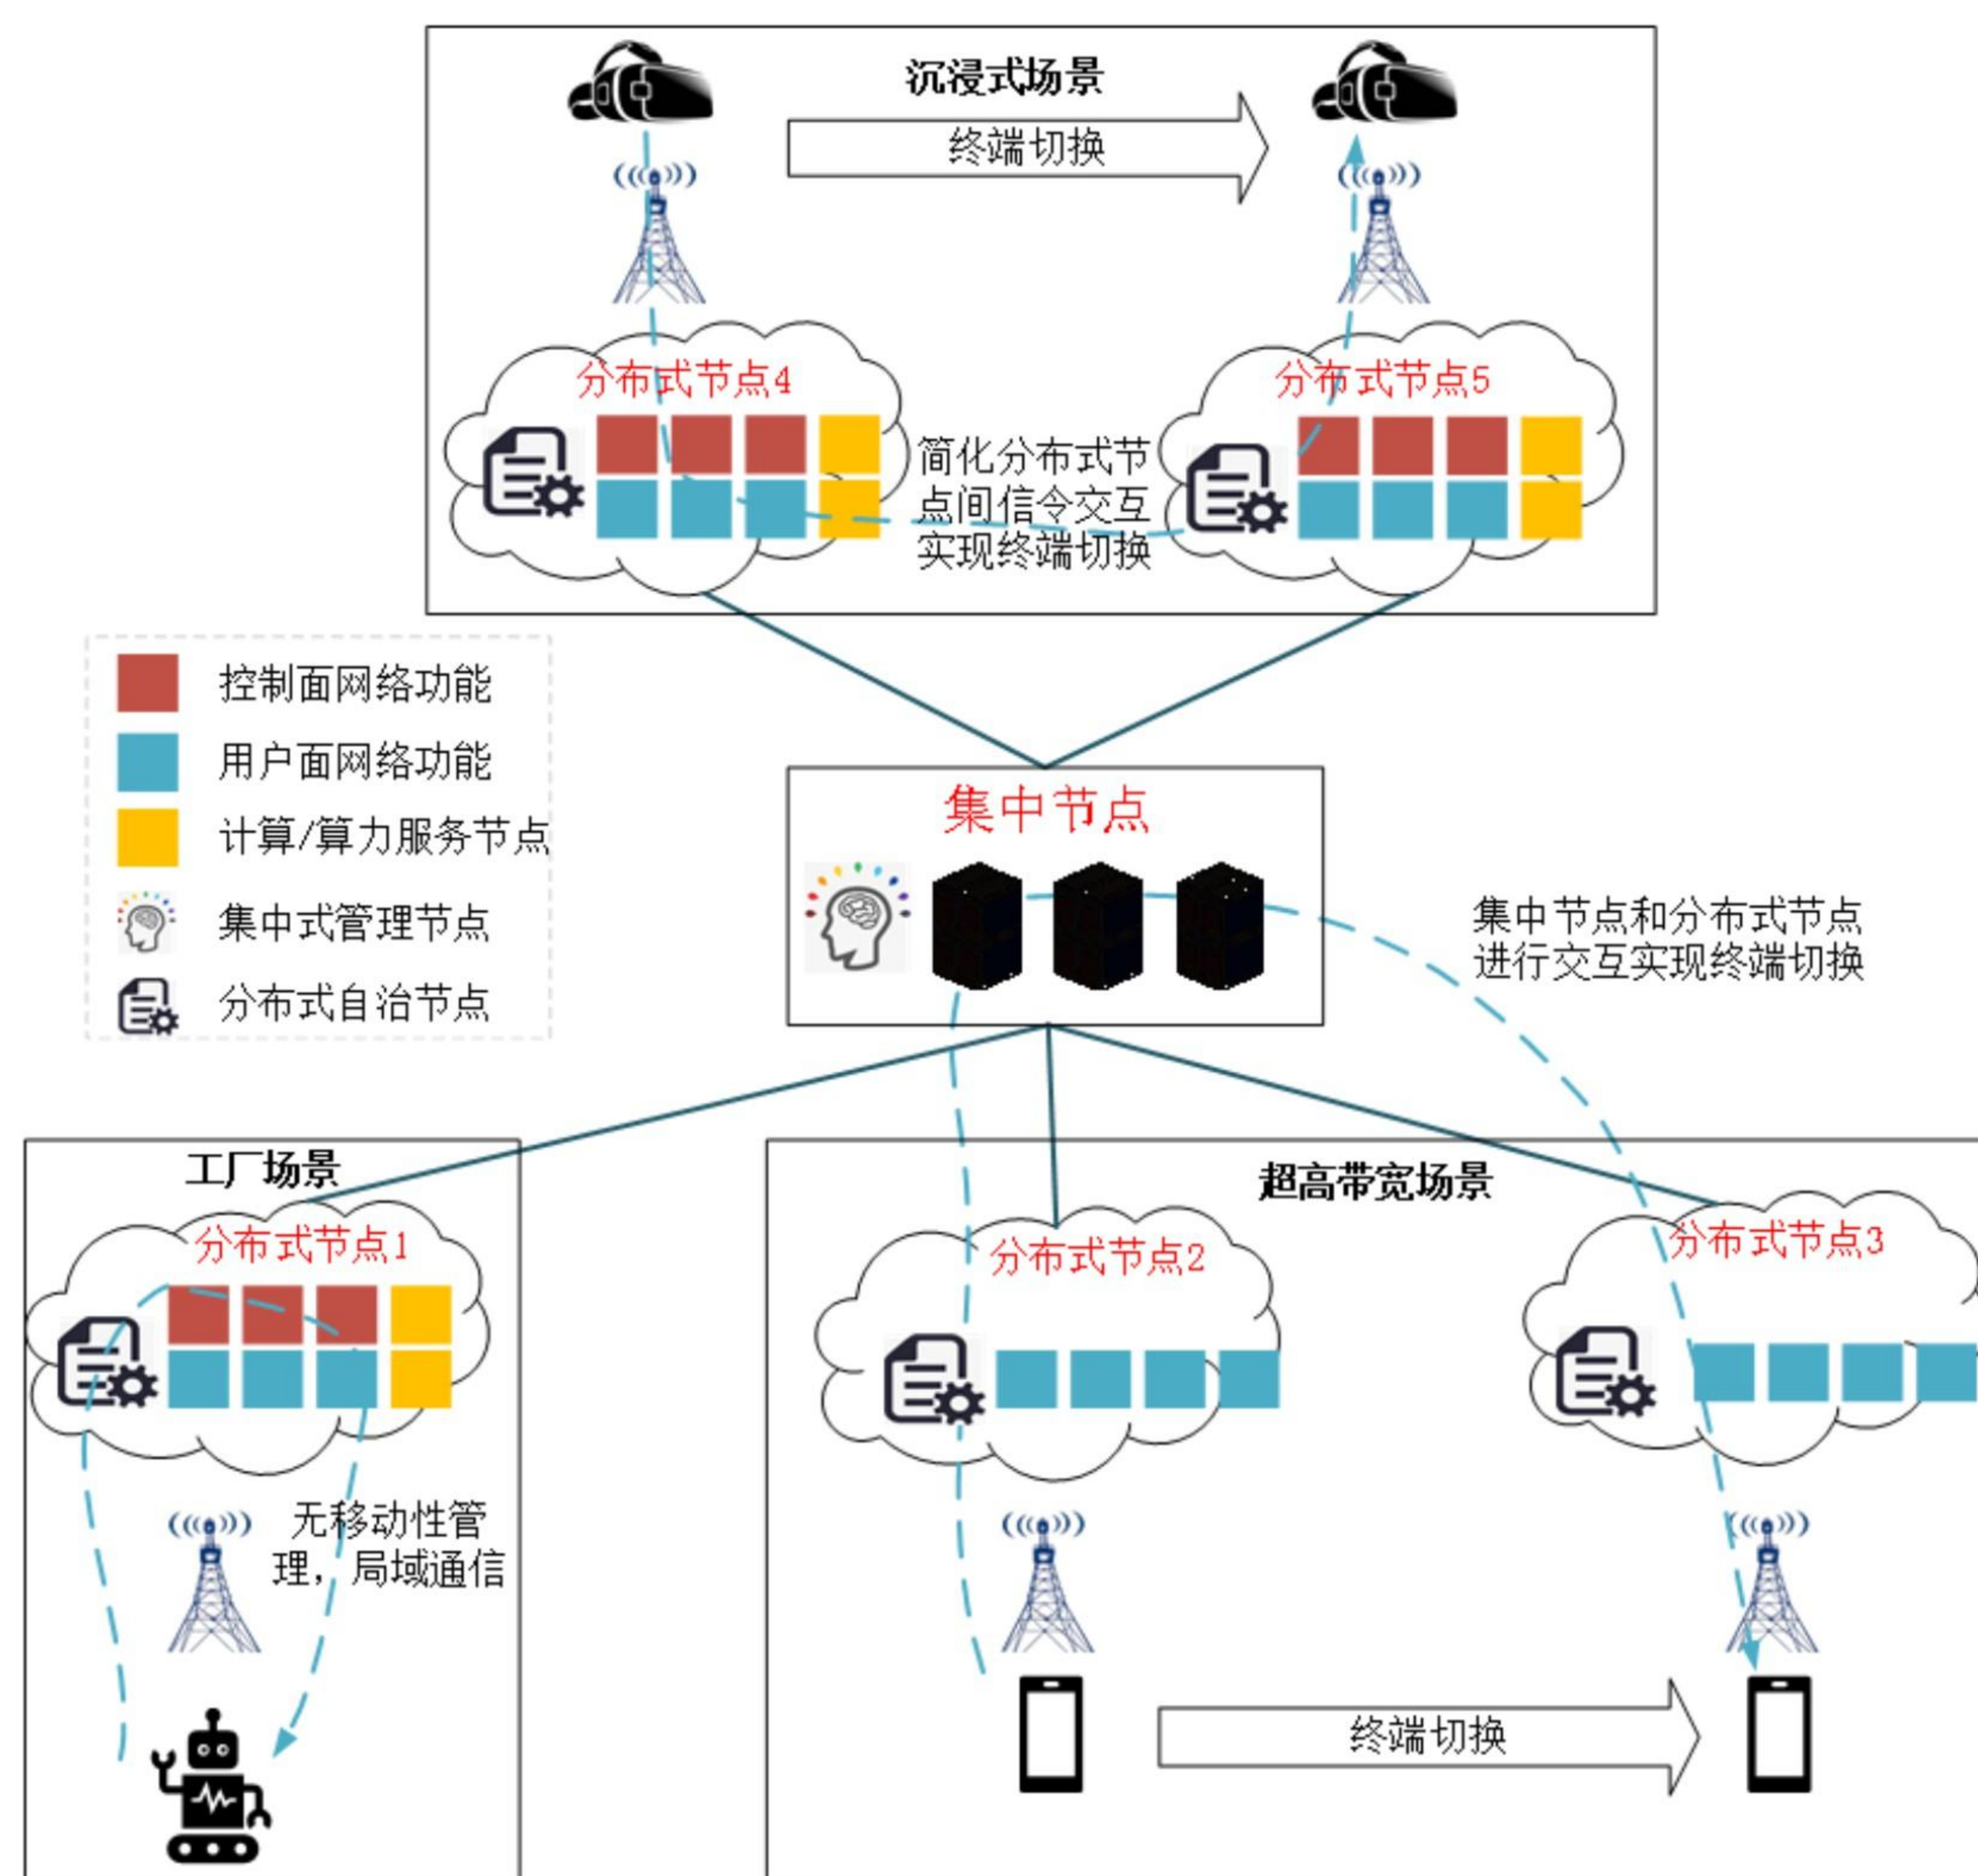 沉浸式场景
终端切换
分布式节点4
分布式节点5
简化分布式节
点间信令交互
实现终端切换
控制面网络功能
用户面网络功能
计算/算力服务节点
集中式管理节点
分布式自治节点
集中节点
集中节点和分布式节点
进行交互实现终端切换
工厂场景
分布式节点1
无移动性管
理，局域通信
超高带宽场景
分布式节点2
分布式节点3
终端切换